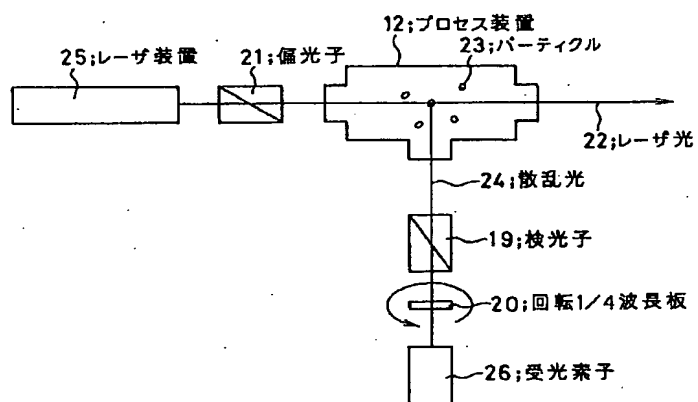 12;プロセス装置
23;パーティクル
21;偏光子
25;レーザ装置
22;レーザ光
24;散乱光
19;検光子
20;回転1/4波長板
26;受光素子